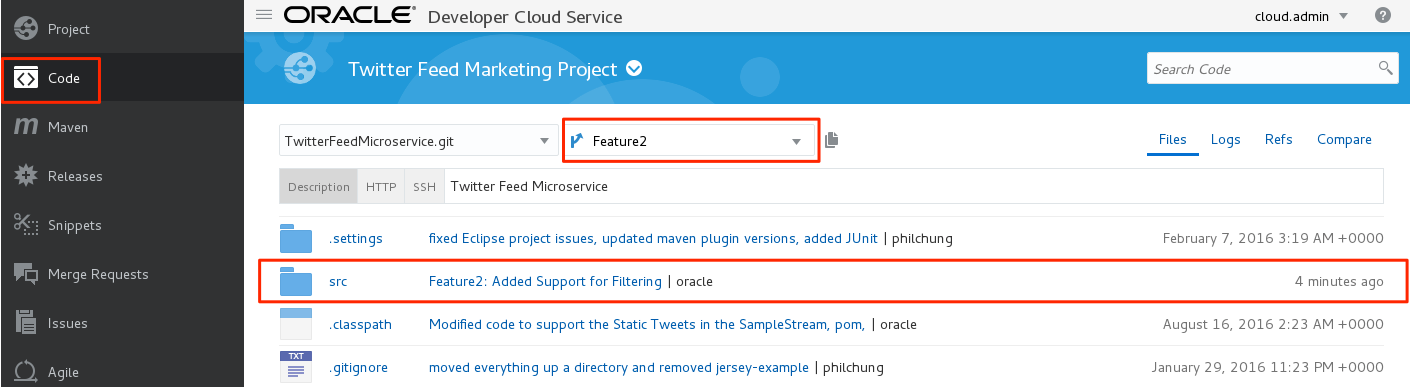 Project
Code
Maven
Releases
Snippets
Merge Requests
Issues
Agile
ORACLE® Developer Cloud Service
cloud.admin
?
Twitter Feed Marketing Project
Search Code
TwitterFeedMicroservice.git
Feature2
Files Logs Refs Compare
Description HTTP SSH Twitter Feed Microservice
.settings fixed Eclipse project issues, updated maven plugin versions, added JUnit | philchung February 7, 2016 3:19 AM +0000
src Feature2: Added Support for Filtering | oracle 4 minutes ago
.classpath Modified code to support the Static Tweets in the SampleStream, pom, | oracle August 16, 2016 2:23 AM +0000
TXT .gitignore moved everything up a directory and removed jersey-example | philchung January 29, 2016 11:23 PM +0000